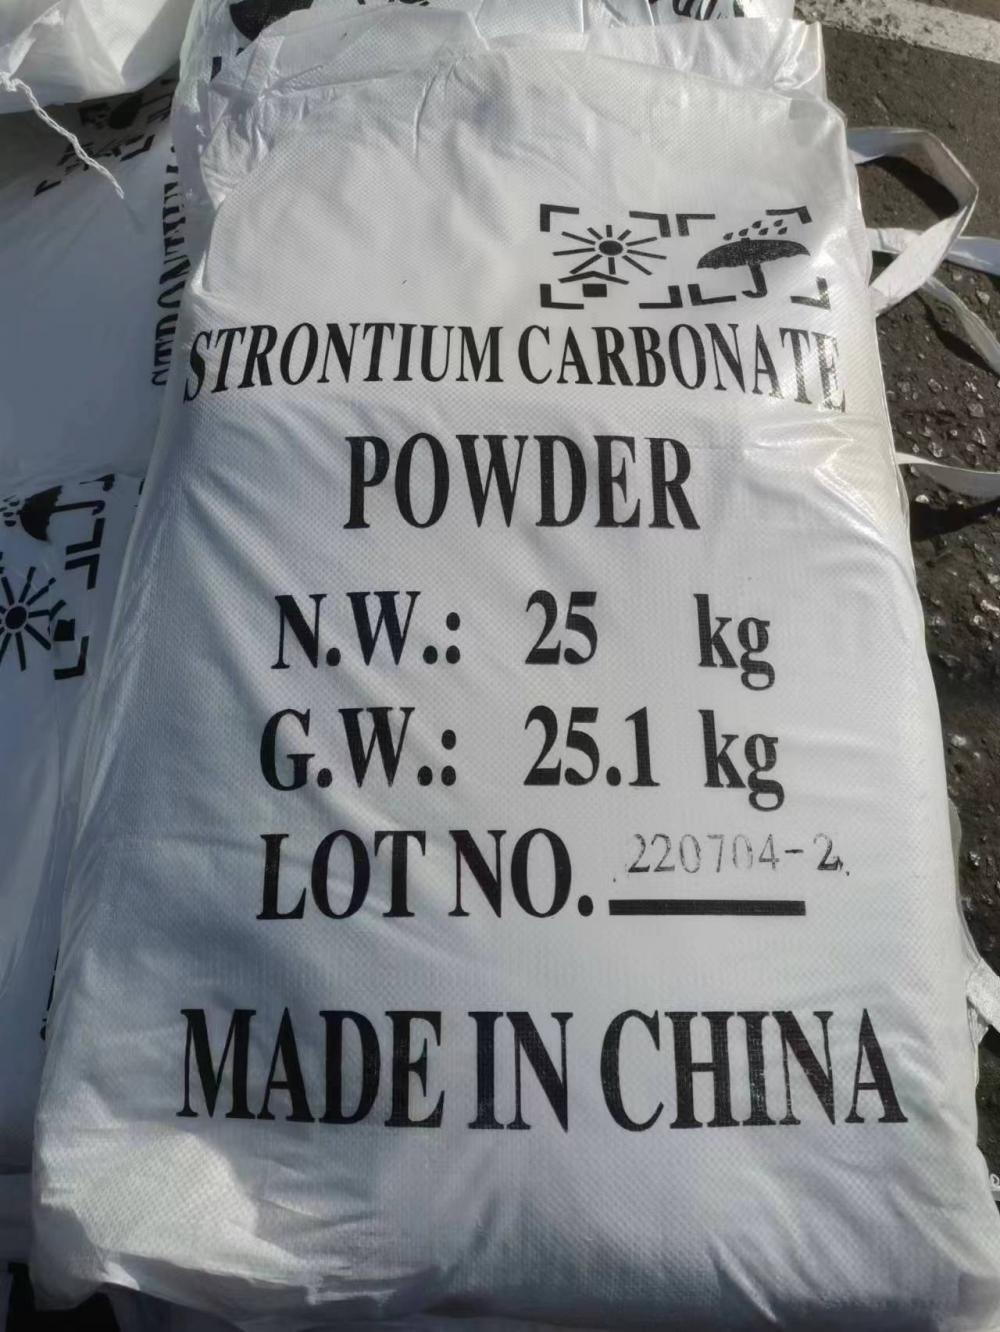 STRONTIUM CARBONATE
POWDER
N.W.: 25 kg
G.W.: 25.1 kg
LOT NO. 220704-2
MADE IN CHINA